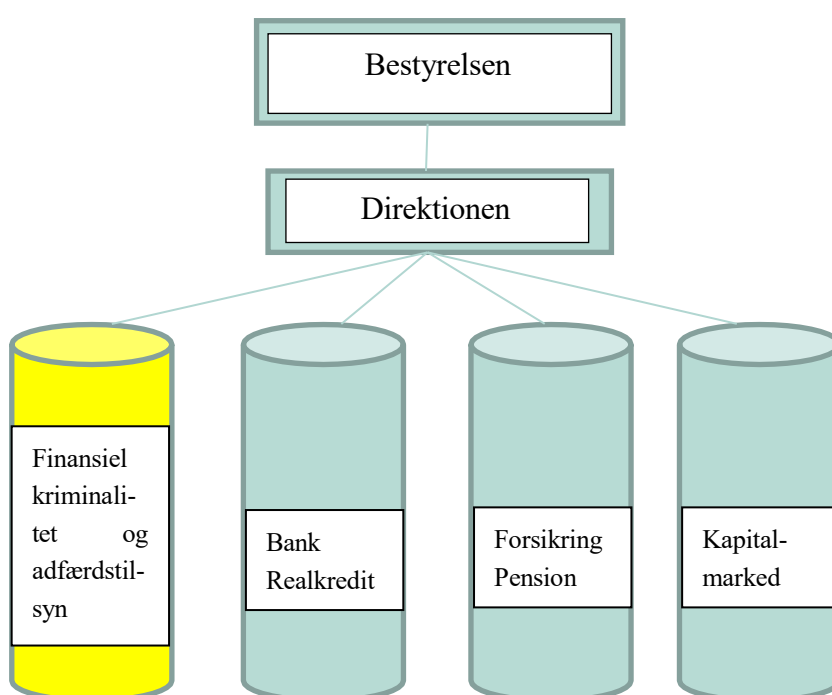 Bestyrelsen
Direktionen
Finansiel
kriminali-
tet og
adfærdstil-
syn
Bank
Realkredit
Forsikring
Pension
Kapital-
marked